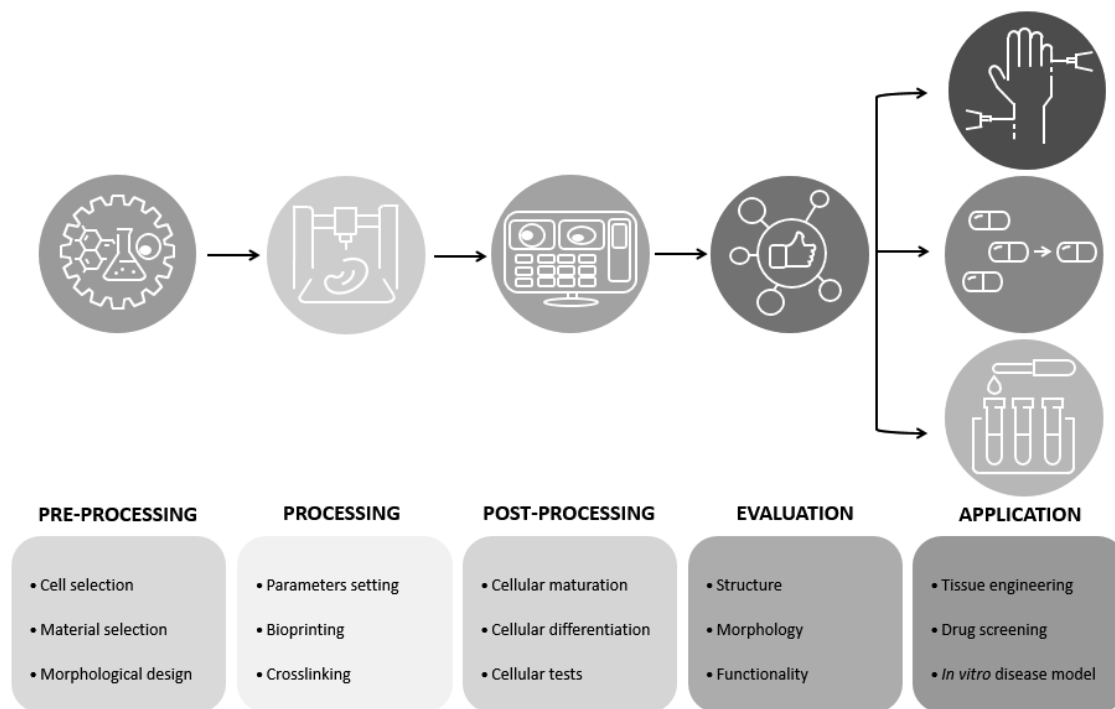 PRE-PROCESSING
• Cell selection
• Material selection
• Morphological design
PROCESSING
• Parameters setting
• Bioprinting
• Crosslinking
POST-PROCESSING
• Cellular maturation
• Cellular differentiation
• Cellular tests
EVALUATION
• Structure
• Morphology
• Functionality
APPLICATION
• Tissue engineering
• Drug screening
• In vitro disease model